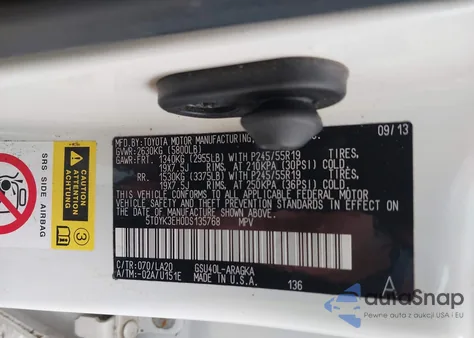 09/13
MFD. BY: TOYOTA MOTOR MANUFACTURING,
GVWR: 2630KG (5800LB)
GAWR: FRT. 1340KG (2955LB) WITH P245/55R19 TIRES,
19X7.5J RIMS, AT 210KPA (30PSI) COLD.
RR. 1530KG (3375LB) WITH P245/55R19 TIRES,
19X7.5J RIMS, AT 250KPA (36PSI) COLD.
THIS VEHICLE CONFORMS TO ALL APPLICABLE FEDERAL MOTOR
VEHICLE SAFETY AND THEFT PREVENTION STANDARDS IN EFFECT ON
THE DATE OF MANUFACTURE SHOWN ABOVE.
5TDYK3EH0DS135768 MPV
C/TR: 070/LA20 GSU40L-ARAGKA
A/TM: -02A/U151E MADE IN U.S.A. 136 A
RRS SIDE AIRBAG
ATTENTION
CAUTION
ACHTUNG
autoSnap
Pewne auta z aukcji USA i EU